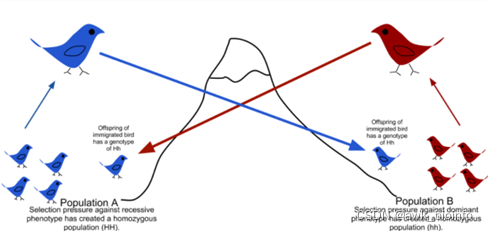 Offspring
of
immigrated bird
has a genotype
of
Hh
Offspring of
immigrated bird
has a genotype
of Hh
Population A
Selection pressure against recessive
phenotype has created a homozygous
population (HH).
Population B
Selection pressure against dominant
phenotype has created a homozygous
population (hh).